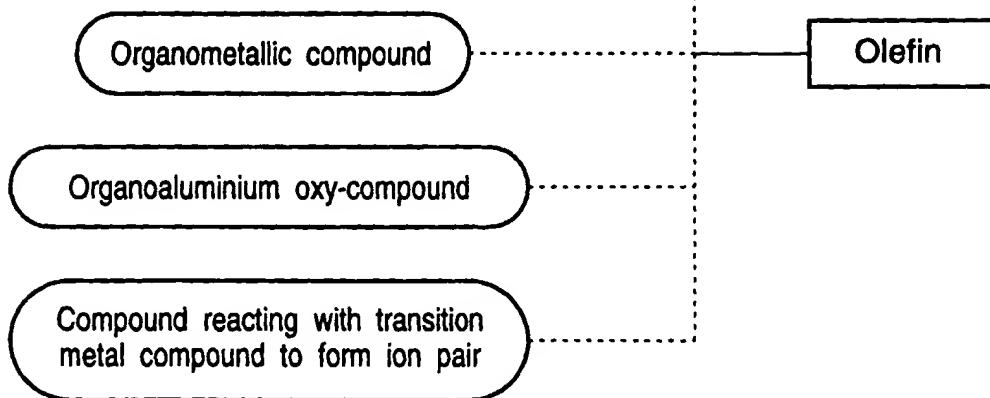 Organometallic compound
Olefin
Organoaluminium oxy-compound
Compound reacting with transition
metal compound to form ion pair